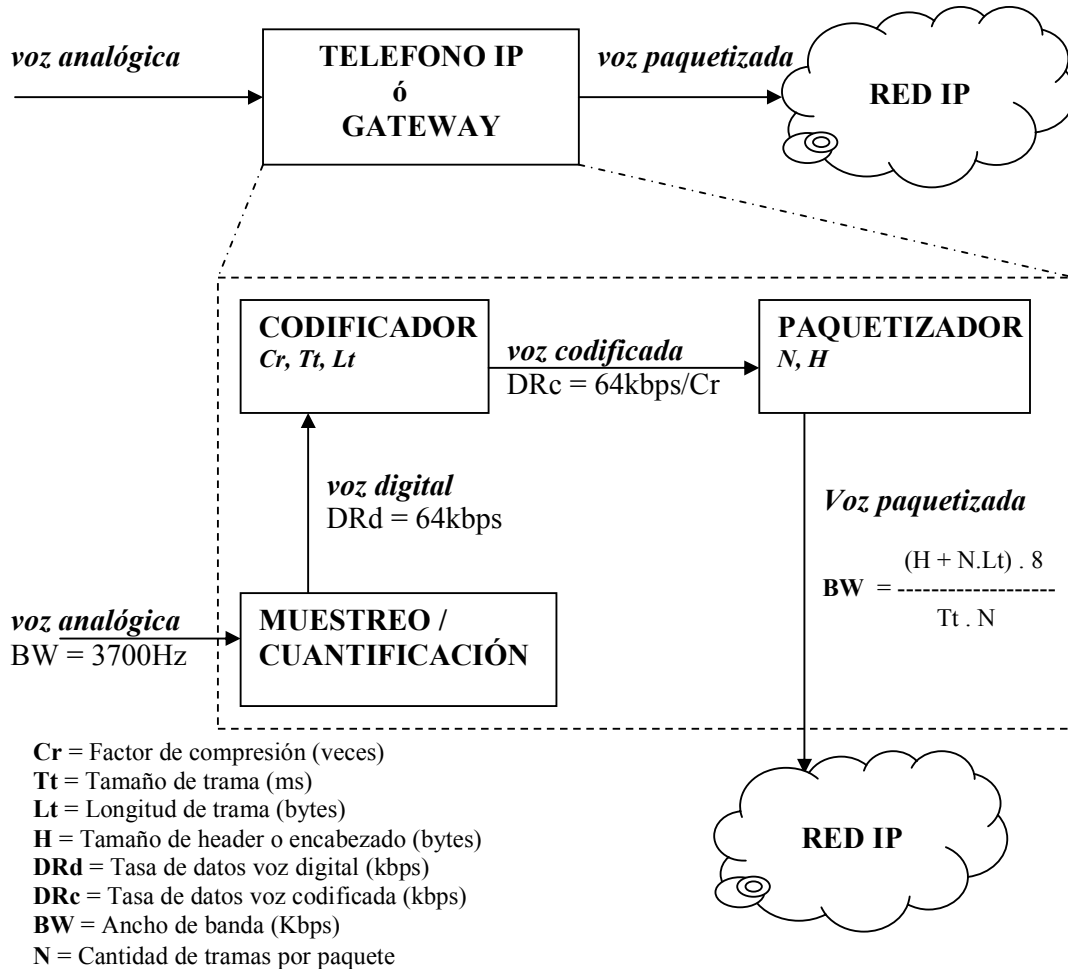 voz analógica
TELEFONO IP
ó
GATEWAY
voz paquetizada
RED IP
CODIFICADOR
Cr, Tt, Lt
voz codificada
DRc = 64kbps/Cr
PAQUETIZADOR
N, H
voz digital
DRd = 64kbps
Voz paquetizada
(H + N.Lt) . 8
BW = ----------------------
Tt . N
voz analógica
BW = 3700Hz
MUESTREO /
CUANTIFICACIÓN
Cr = Factor de compresión (veces)
Tt = Tamaño de trama (ms)
Lt = Longitud de trama (bytes)
H = Tamaño de header o encabezado (bytes)
DRd = Tasa de datos voz digital (kbps)
DRc = Tasa de datos voz codificada (kbps)
BW = Ancho de banda (Kbps)
N = Cantidad de tramas por paquete
RED IP